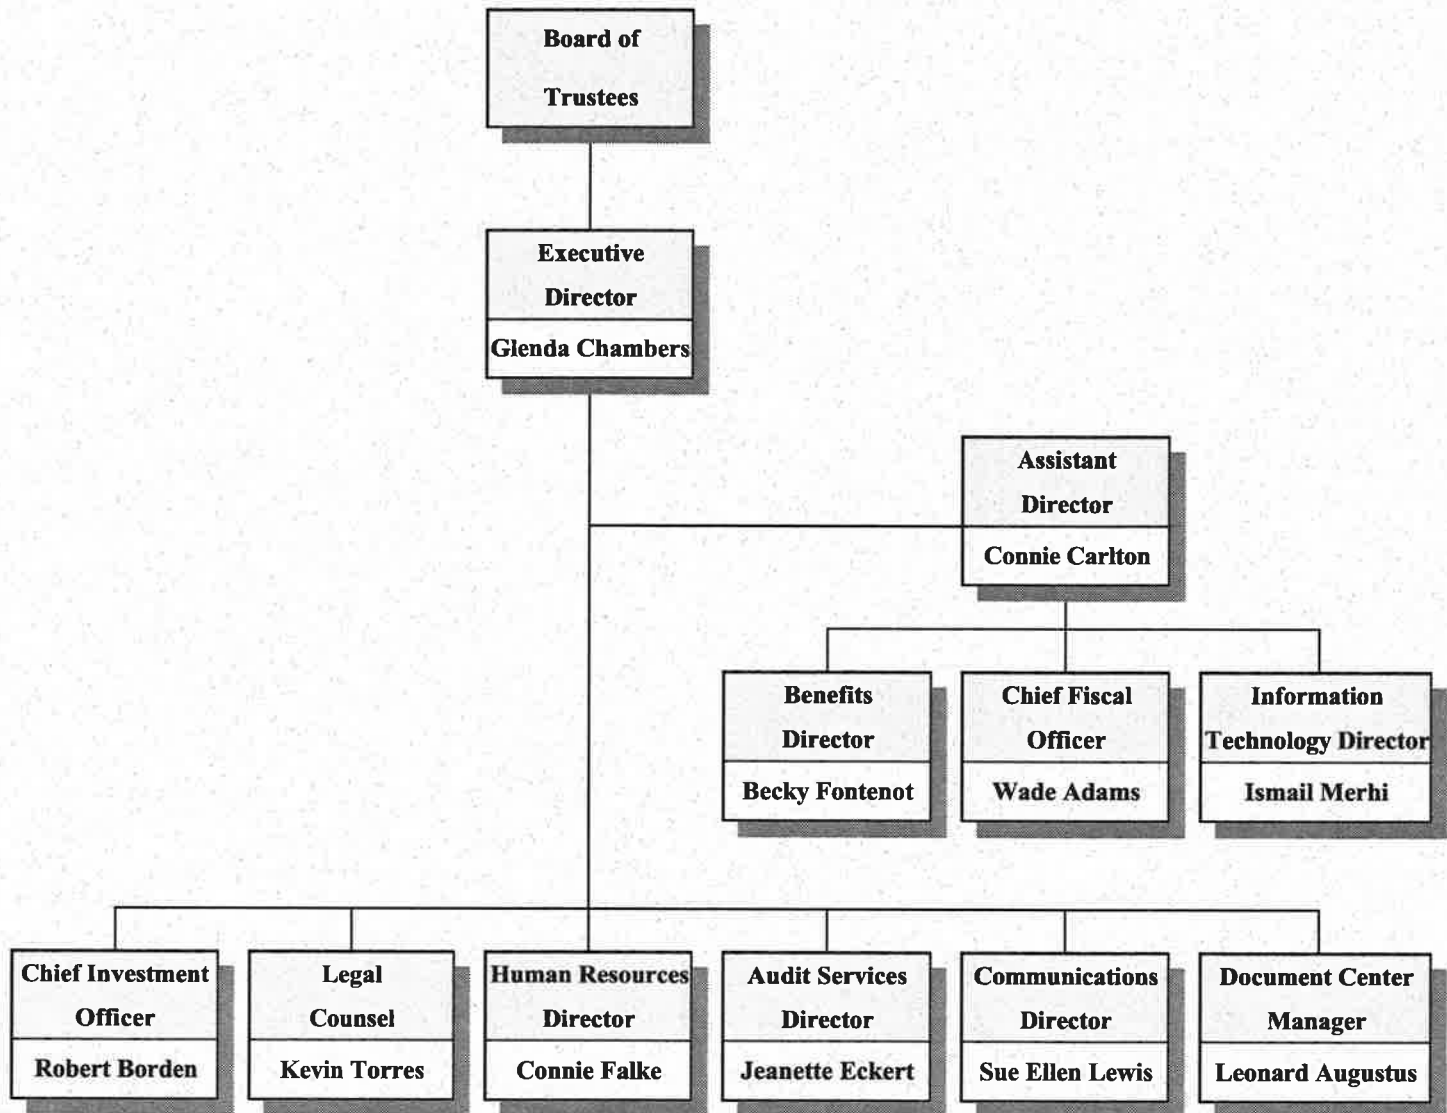 Board of
Trustees
Executive
Director
Glenda Chambers
Assistant
Director
Connie Carlton
Benefits
Director
Becky Fontenot
Chief Fiscal
Officer
Wade Adams
Information
Technology Director
Ismail Merhi
Chief Investment
Officer
Robert Borden
Legal
Counsel
Kevin Torres
Human Resources
Director
Connie Falke
Audit Services
Director
Jeanette Eckert
Communications
Director
Sue Ellen Lewis
Document Center
Manager
Leonard Augustus